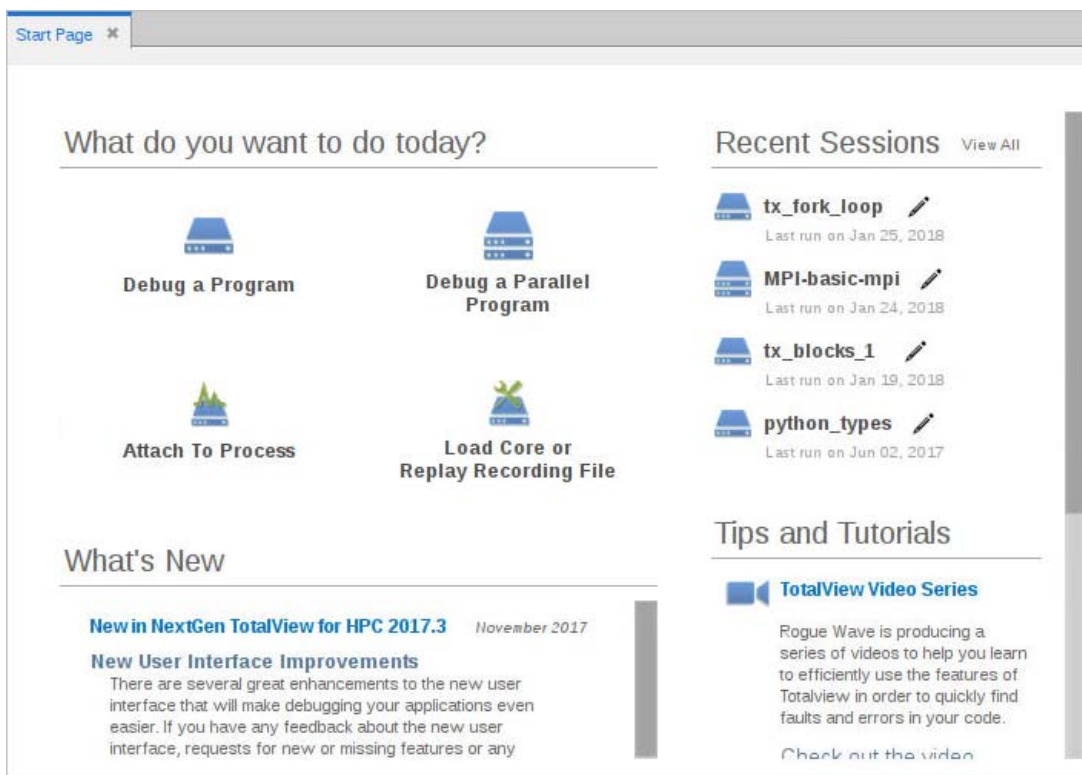 Start Page
What do you want to do today?
Debug a Program
Debug a Parallel
Program
Attach To Process
Load Core or
Replay Recording File
What's New
New in NextGen TotalView for HPC 2017.3 November 2017
New User Interface Improvements
There are several great enhancements to the new user
interface that will make debugging your applications even
easier. If you have any feedback about the new user
interface, requests for new or missing features or any
Recent Sessions View All
tx_fork_loop
Last run on Jan 25, 2018
MPI-basic-mpi
Last run on Jan 24, 2018
tx_blocks_1
Last run on Jan 19, 2018
python_types
Last run on Jun 02, 2017
Tips and Tutorials
TotalView Video Series
Rogue Wave is producing a
series of videos to help you learn
to efficiently use the features of
Totalview in order to quickly find
faults and errors in your code.
Check out the video